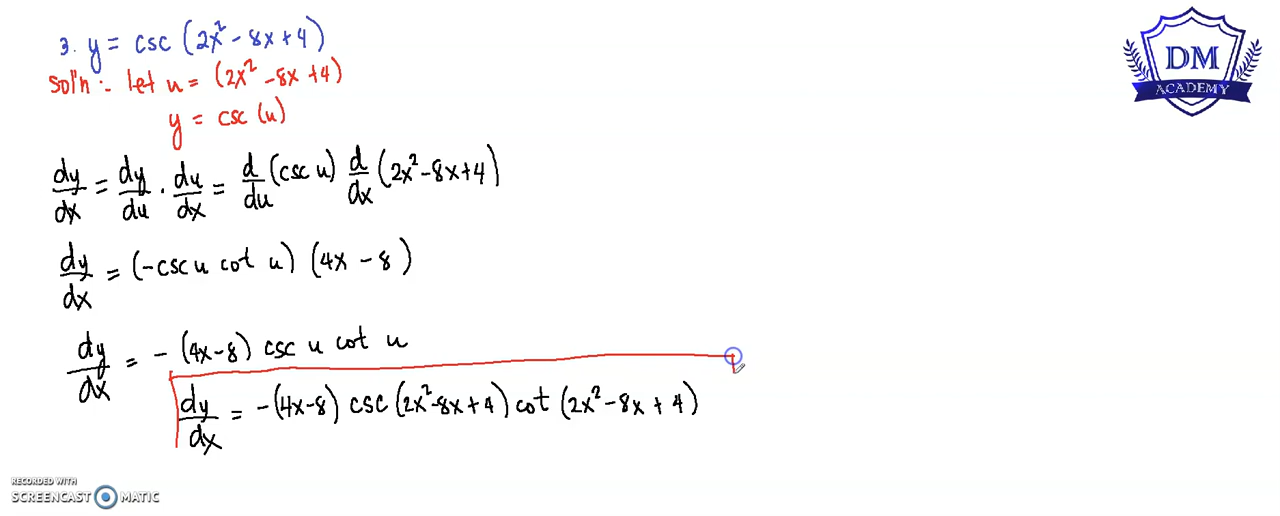 3. y = csc (2x² - 8x + 4)
Sol'n :- let u = (2x² - 8x + 4)
y = csc (u)
dy/dx = dy/du . du/dx = d/du (csc u) d/dx (2x² - 8x + 4)
dy/dx = (-csc u cot u) (4x - 8)
dy/dx = - (4x - 8) csc u cot u
dy/dx = - (4x - 8) csc (2x² - 8x + 4) cot (2x² - 8x + 4)
DM
ACADEMY
RECORDED WITH
SCREENCAST MATIC